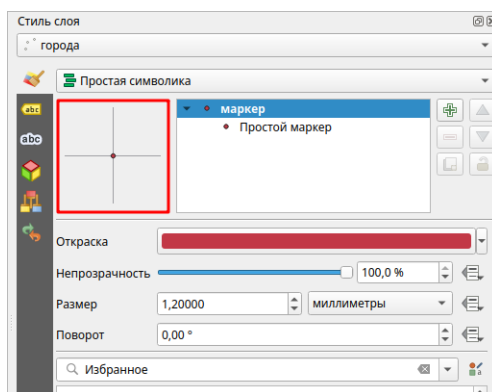 Стиль слоя
города
Простая символика
маркер
Простой маркер
abc
abc
Откраска
Непрозрачность 100,0 %
Размер 1,20000 миллиметры
Поворот 0,00 °
Избранное